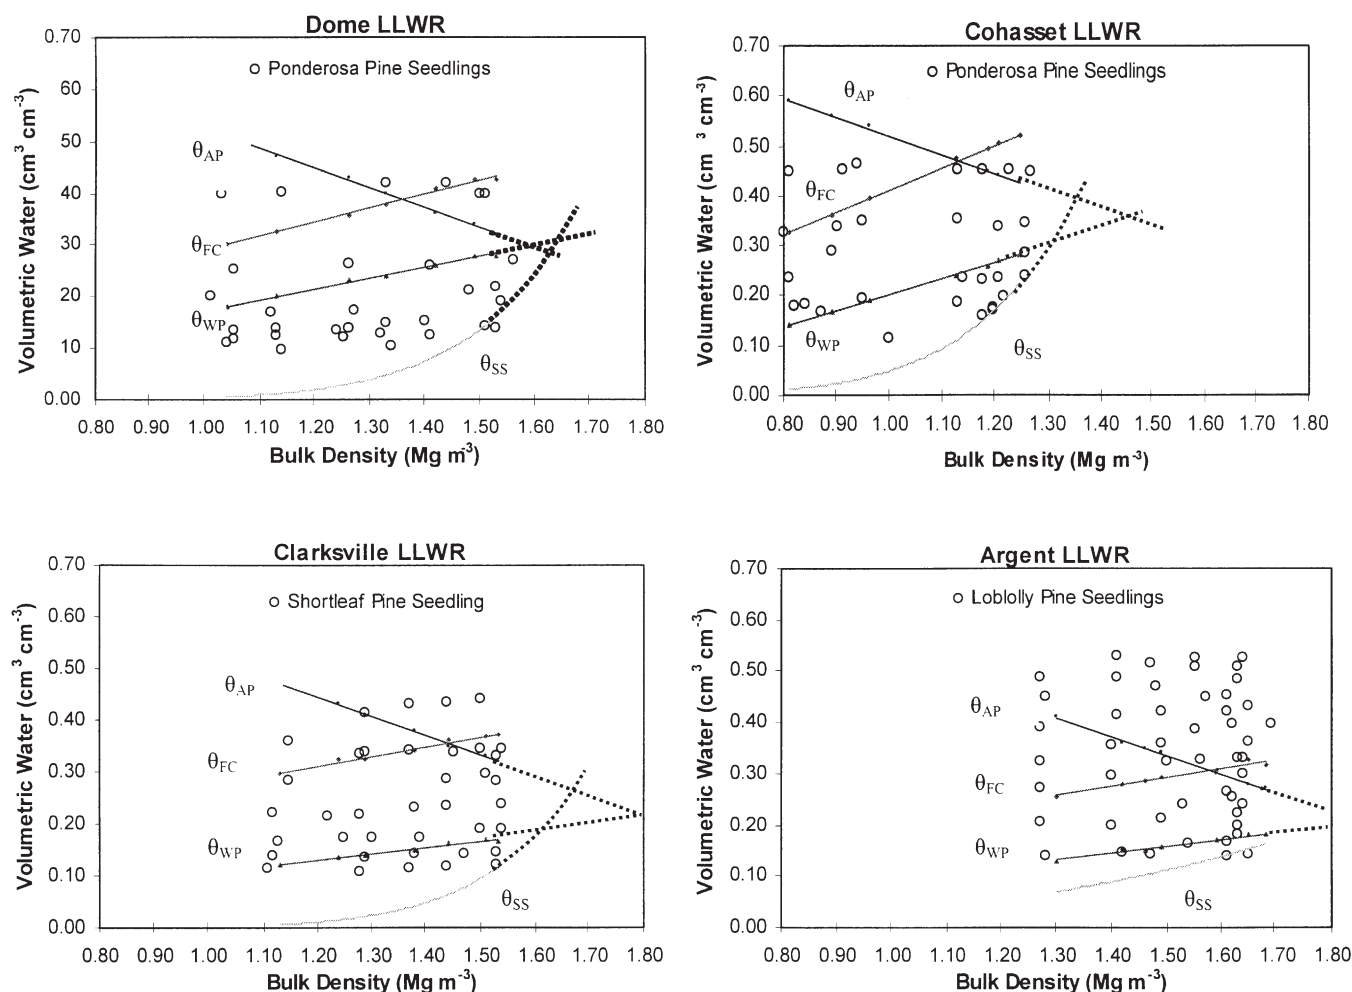 Dome LLWR
0.70
60
50
40
30
20
10
0.00
Volumetric Water (cm³ cm⁻³)
○ Ponderosa Pine Seedlings
θAP
θFC
θWP
θSS
0.80 0.90 1.00 1.10 1.20 1.30 1.40 1.50 1.60 1.70 1.80
Bulk Density (Mg m⁻³)
Cohasset LLWR
0.70
0.60
0.50
0.40
0.30
0.20
0.10
0.00
Volumetric Water (cm ³ cm⁻³)
○ Ponderosa Pine Seedlings
θAP
θFC
θWP
θSS
0.80 0.90 1.00 1.10 1.20 1.30 1.40 1.50 1.60 1.70 1.80
Bulk Density (Mg m⁻³)
Clarksville LLWR
0.70
0.60
0.50
0.40
0.30
0.20
0.10
0.00
Volumetric Water (cm³ cm⁻³)
○ Shortleaf Pine Seedling
θAP
θFC
θWP
θSS
0.80 0.90 1.00 1.10 1.20 1.30 1.40 1.50 1.60 1.70 1.80
Bulk Density (Mg m⁻³)
Argent LLWR
0.70
0.60
0.50
0.40
0.30
0.20
0.10
0.00
Volumetric Water (cm³ cm⁻³)
○ Loblolly Pine Seedlings
θAP
θFC
θWP
θSS
0.80 0.90 1.00 1.10 1.20 1.30 1.40 1.50 1.60 1.70 1.80
Bulk Density (Mg m⁻³)